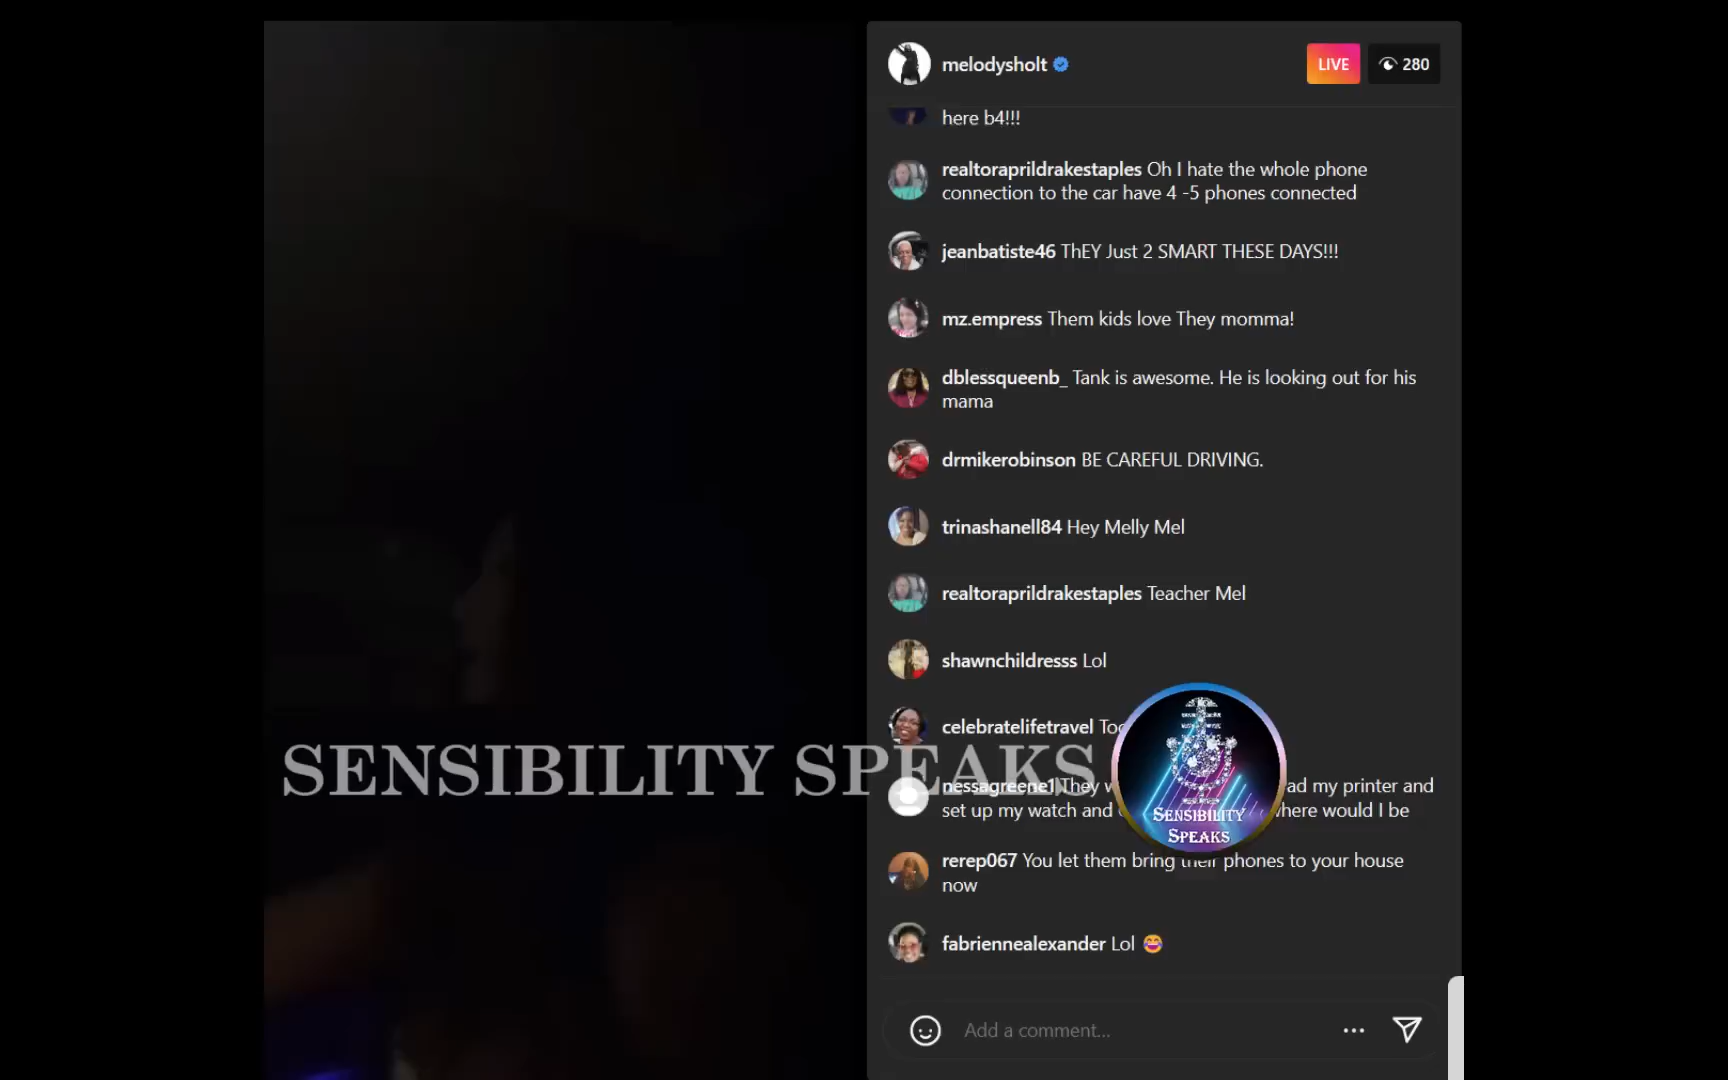 melodysholt
LIVE
280
here b4!!!
realtoraprildrakestaples Oh I hate the whole phone
connection to the car have 4 -5 phones connected
jeanbatiste46 ThEY Just 2 SMART THESE DAYS!!!
mz.empress Them kids love They momma!
dblessqueenb_ Tank is awesome. He is looking out for his
mama
drmikerobinson BE CAREFUL DRIVING.
trinashanell84 Hey Melly Mel
realtoraprildrakestaples Teacher Mel
shawnchildresss Lol
celebratelifetravel
SENSIBILITY SPEAKS
nessagreene1 They my printer and
set up my watch and where would I be
SENSIBILITY
SPEAKS
rerep067 You let them bring their phones to your house
now
fabriennealexander Lol 😂
Add a comment...